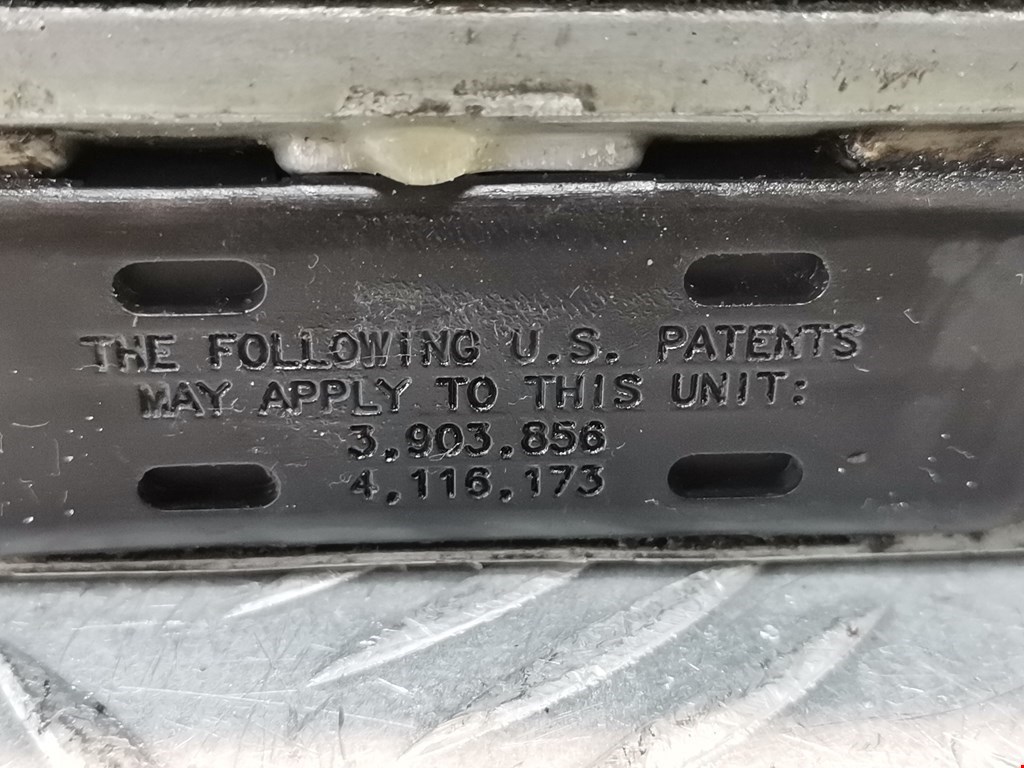 THE FOLLOWING U.S. PATENTS
MAY APPLY TO THIS UNIT:
3,903,856
4,116,173